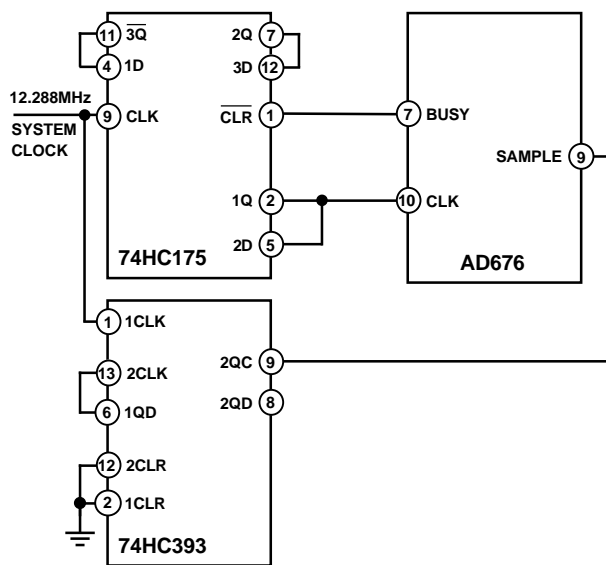 11 3Q
2Q 7
4 1D
3D 12
12.288MHz
SYSTEM
CLOCK
9 CLK
CLR 1
7 BUSY
SAMPLE 9
1Q 2
10 CLK
2D 5
74HC175
AD676
1 1CLK
13 2CLK
2QC 9
6 1QD
2QD 8
12 2CLR
2 1CLR
74HC393